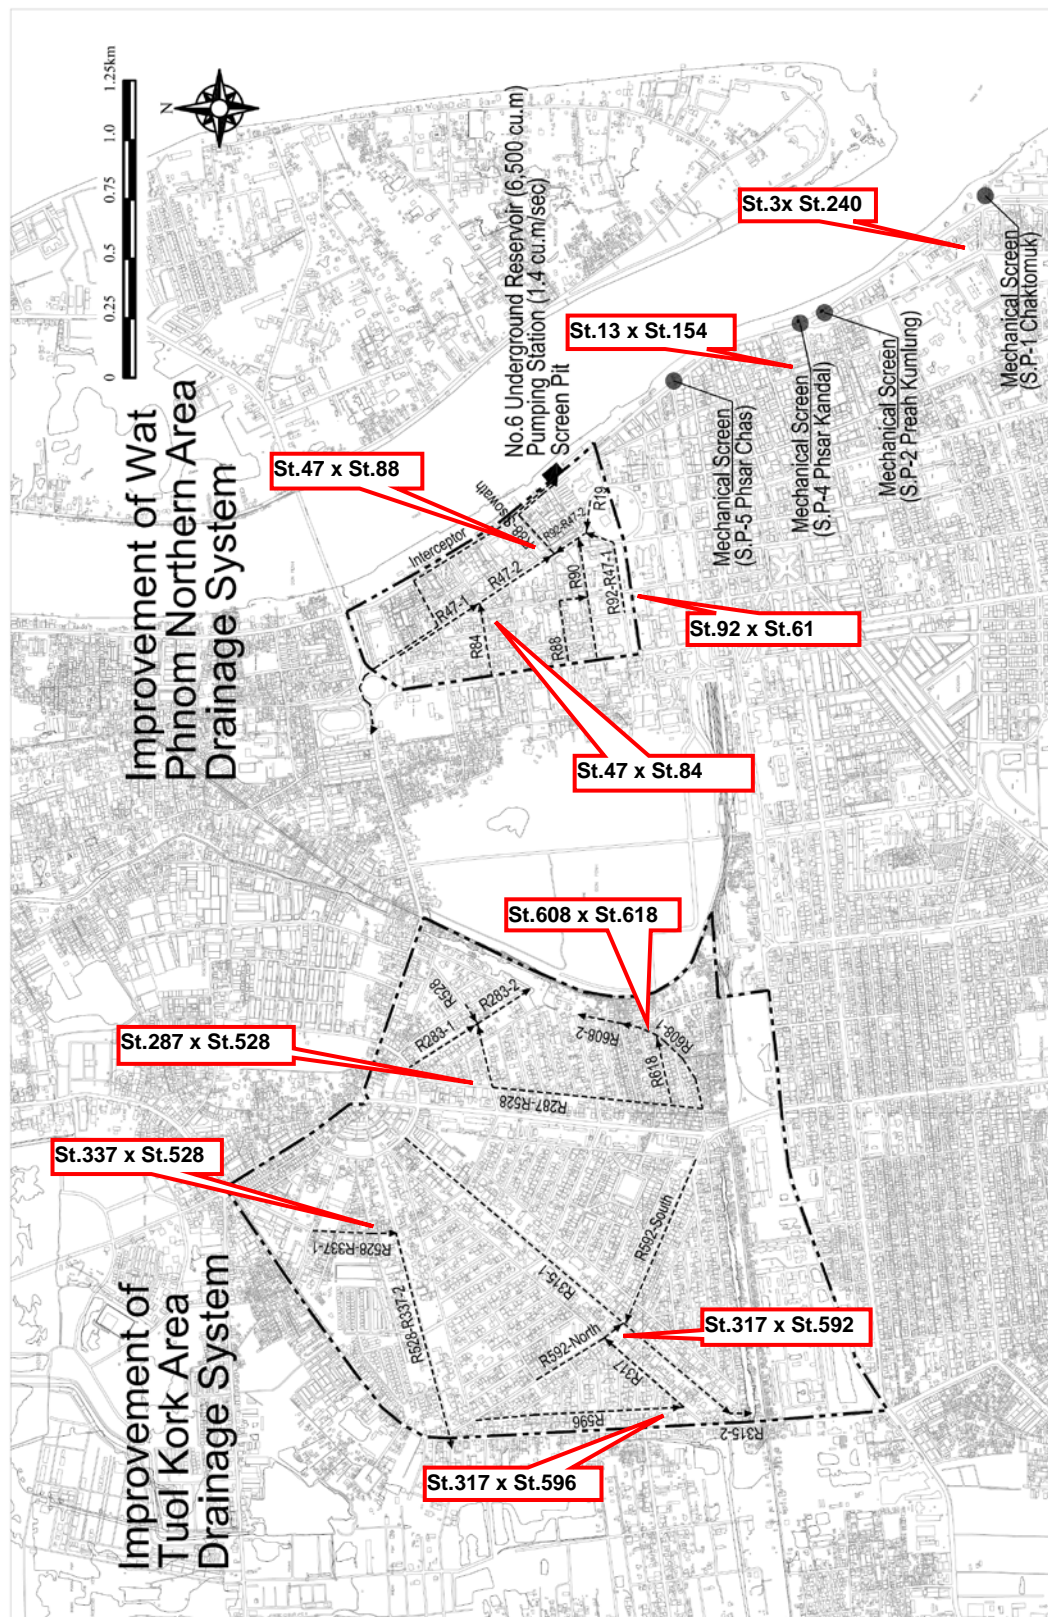 Improvement of Wat
Phnom Northern Area
Drainage System
0
0.25
0.5
0.75
1.0
1.25km
N
No.6 Underground Reservoir (6,500 cu.m)
Pumping Station (1.4 cu.m/sec)
Screen Pit
St.3x St.240
St.13 x St.154
St.47 x St.88
St.92 x St.61
St.47 x St.84
Mechanical Screen
(S.P-5 Phsar Chas)
Mechanical Screen
(S.P-4 Phsar Kandal)
Mechanical Screen
(S.P-2 Preah Kumlung)
Mechanical Screen
(S.P-1 Chaktomuk)
Interceptor
R47-1
R47-2
R84
R88
R90
R92-R47-1
R92-R47-2
R19
St.608 x St.618
St.287 x St.528
St.337 x St.528
St.317 x St.592
St.317 x St.596
R528
R283-1
R283-2
R608-2
R608-1
R618
R287-R528
R528-R337-1
R528-R337-2
R315-1
R592-South
R592-North
R317
R596
R315-2
Improvement of
Tuol Kork Area
Drainage System